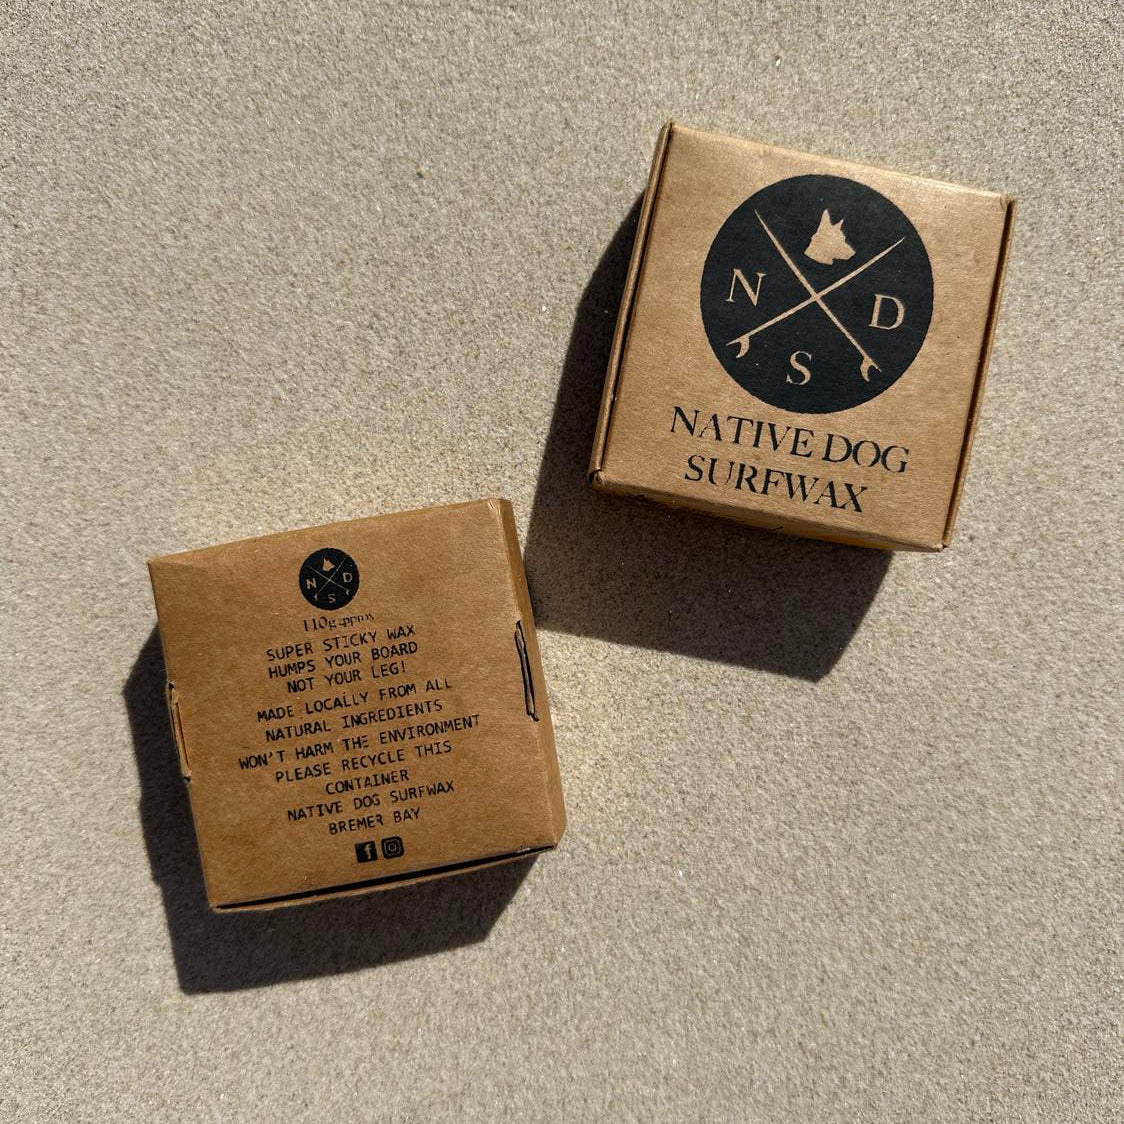 N
D
S
NATIVE DOG
SURFWAX
N D
S
110g approx
SUPER STICKY WAX
HUMPS YOUR BOARD
NOT YOUR LEG!
MADE LOCALLY FROM ALL
NATURAL INGREDIENTS
WON'T HARM THE ENVIRONMENT
PLEASE RECYCLE THIS
CONTAINER
NATIVE DOG SURFWAX
BREMER BAY